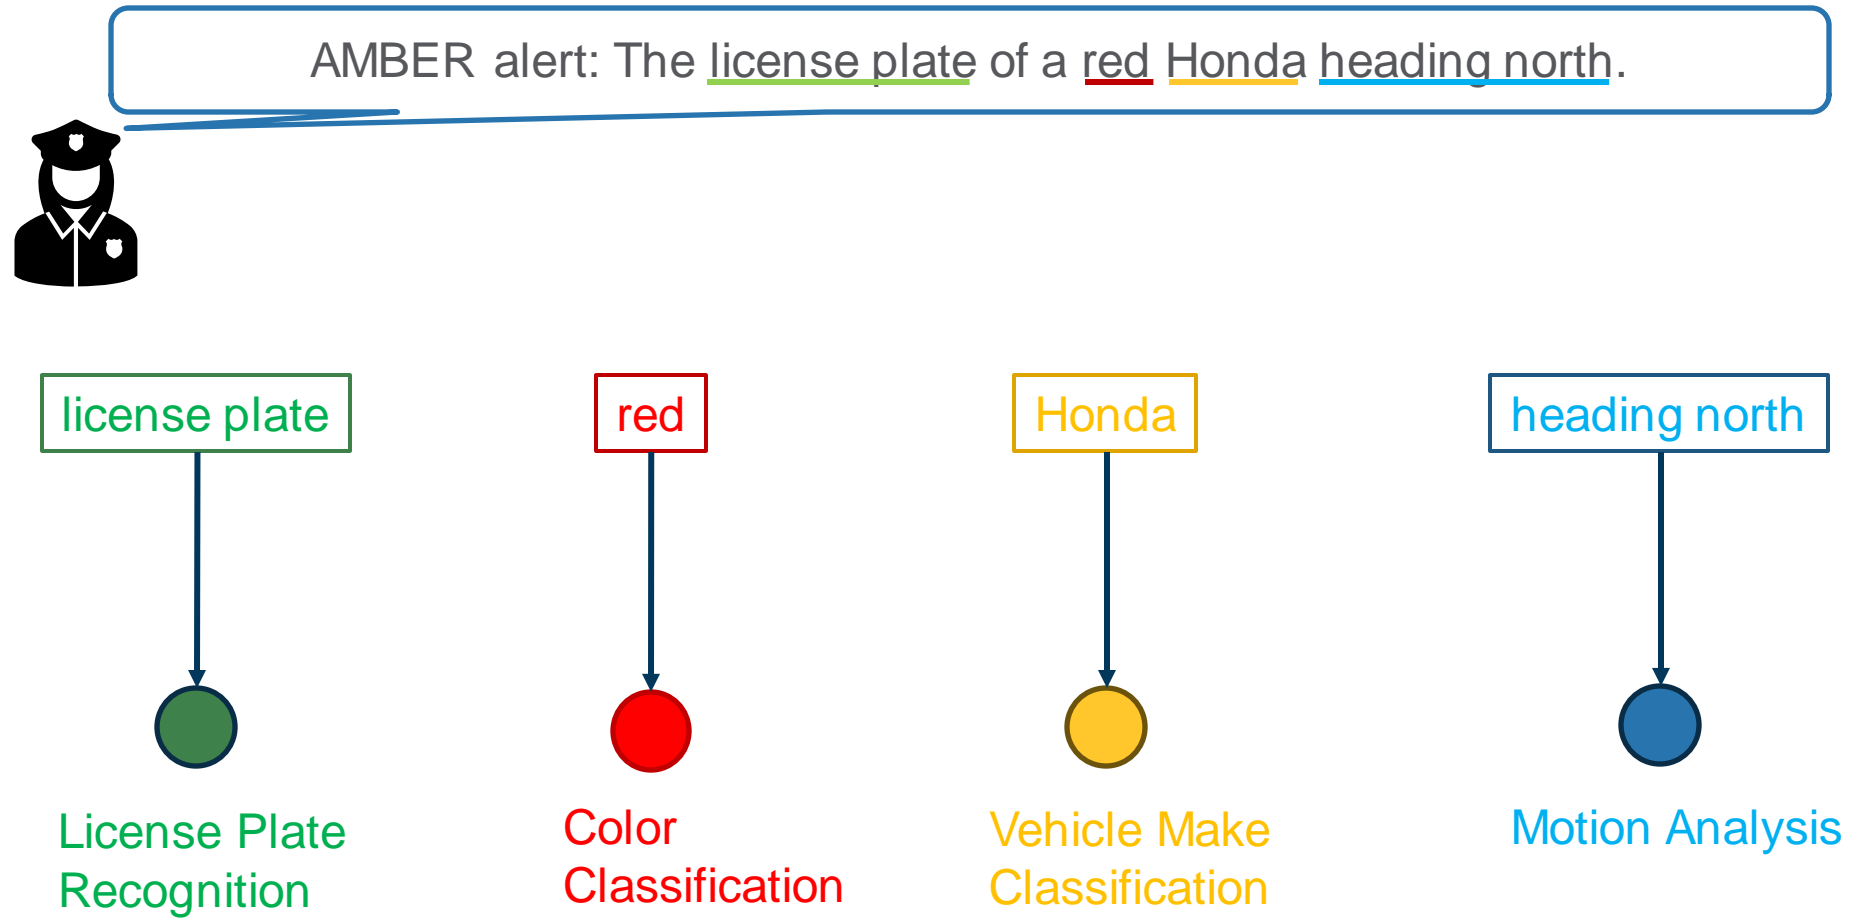 AMBER alert: The license plate of a red Honda heading north.
license plate
red
Honda
heading north
License Plate
Recognition
Color
Classification
Vehicle Make
Classification
Motion Analysis